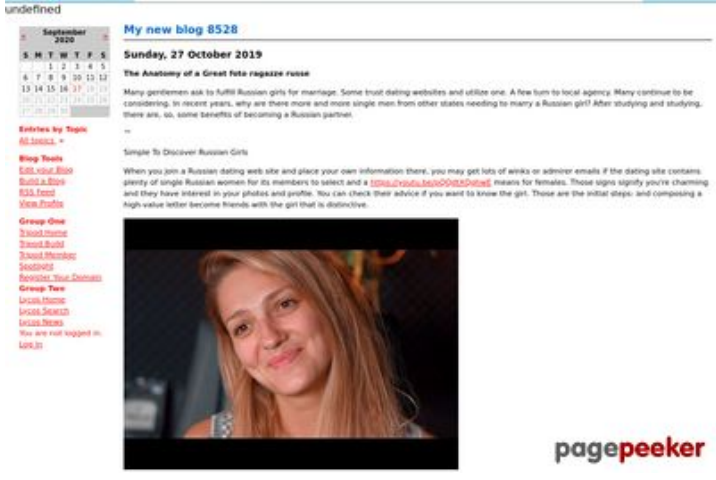 undefined
My new blog 8528
« September 2020 »
S M T W T F S
1 2 3 4 5
6 7 8 9 10 11 12
13 14 15 16 17 18 19
20 21 22 23 24 25 26
27 28 29 30
Entries by Topic
All topics «
Blog Tools
Edit your Blog
Build a Blog
RSS Feed
View Profile
Group One
Tripod Home
Tripod Build
Tripod Member
Spotlight
Register Your Domain
Group Two
Lycos Home
Lycos Search
Lycos News
You are not logged in.
Log in
Sunday, 27 October 2019
The Anatomy of a Great foto ragazze russe
Many gentlemen ask to fulfill Russian girls for marriage. Some trust dating websites and utilize one. A few turn to local agency. Many continue to be
considering. In recent years, why are there more and more single men from other states needing to marry a Russian girl? After studying and studying,
there are, so, some benefits of becoming a Russian partner.
Simple To Discover Russian Girls
When you join a Russian dating web site and place your own information there, you may get lots of winks or admirer emails if the dating site contains
plenty of single Russian women for its members to select and a means for females. Those signs signify you're charming
and they have interest in your photos and profile. You can check their advice if you want to know the girl. Those are the initial steps- and composing a
high-value letter become friends with the girl that is distinctive.
pagepeeker